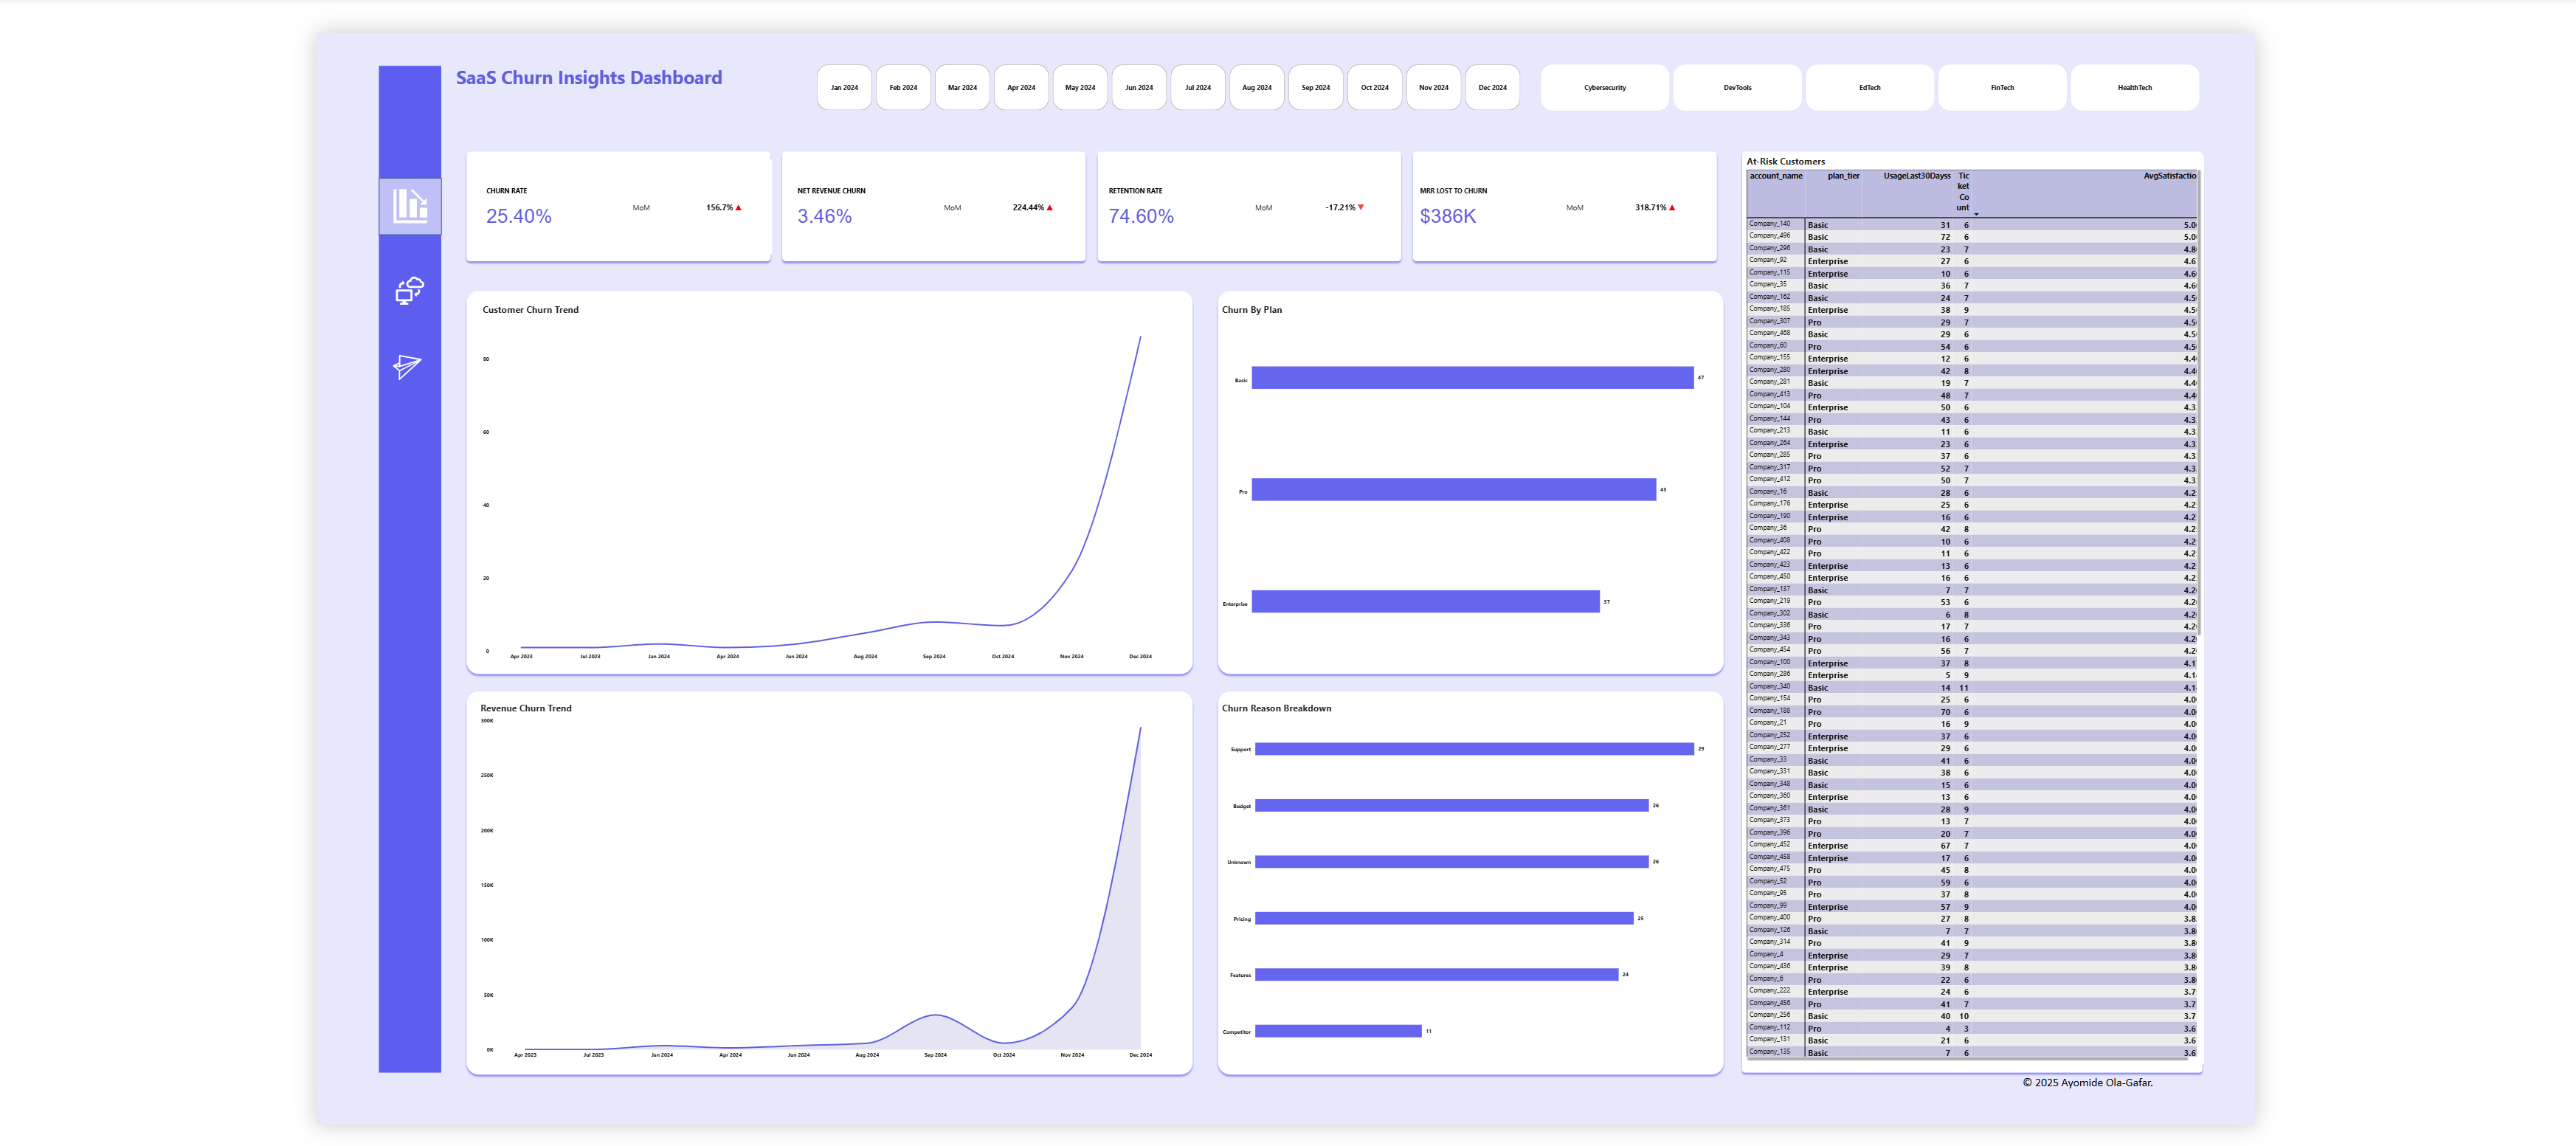 SaaS Churn Insights Dashboard
Jan 2024 Feb 2024 Mar 2024 Apr 2024 May 2024 Jun 2024 Jul 2024 Aug 2024 Sep 2024 Oct 2024 Nov 2024 Dec 2024
Cybersecurity DevTools EdTech FinTech HealthTech
CHURN RATE
25.40% MoM 156.7%
NET REVENUE CHURN
3.46% MoM 224.44%
RETENTION RATE
74.60% MoM -17.21%
MRR LOST TO CHURN
$386K MoM 318.71%
Customer Churn Trend
80
60
40
20
0
Apr 2023 Jul 2023 Jan 2024 Apr 2024 Jun 2024 Aug 2024 Sep 2024 Oct 2024 Nov 2024 Dec 2024
Churn By Plan
Basic 47
Pro 43
Enterprise 37
Revenue Churn Trend
300K
250K
200K
150K
100K
50K
0K
Apr 2023 Jul 2023 Jan 2024 Apr 2024 Jun 2024 Aug 2024 Sep 2024 Oct 2024 Nov 2024 Dec 2024
Churn Reason Breakdown
Support 29
Budget 26
Unknown 26
Pricing 25
Features 24
Competitor 11
At-Risk Customers
account_name plan_tier UsageLast30Dayss Tic AvgSatisfactio
ket
Co
unt
Company_140 Basic 31 6 5.0
Company_496 Basic 72 6 5.0
Company_296 Basic 23 7 4.8
Company_92 Enterprise 27 6 4.6
Company_115 Enterprise 10 6 4.6
Company_35 Basic 36 7 4.6
Company_162 Basic 24 7 4.5
Company_185 Enterprise 38 9 4.5
Company_307 Pro 29 7 4.5
Company_468 Basic 29 6 4.5
Company_60 Pro 54 6 4.5
Company_155 Enterprise 12 6 4.4
Company_280 Enterprise 42 8 4.4
Company_281 Basic 19 7 4.4
Company_413 Pro 48 7 4.4
Company_104 Enterprise 50 6 4.3
Company_144 Pro 43 6 4.3
Company_213 Basic 11 6 4.3
Company_264 Enterprise 23 6 4.3
Company_285 Pro 37 6 4.3
Company_317 Pro 52 7 4.3
Company_412 Pro 50 7 4.3
Company_16 Basic 28 6 4.2
Company_176 Enterprise 25 6 4.2
Company_190 Enterprise 16 6 4.2
Company_36 Pro 42 8 4.2
Company_408 Pro 10 6 4.2
Company_422 Pro 11 6 4.2
Company_423 Enterprise 13 6 4.2
Company_450 Enterprise 16 6 4.2
Company_137 Basic 7 7 4.2
Company_219 Pro 53 6 4.2
Company_302 Basic 6 8 4.2
Company_336 Pro 17 7 4.2
Company_343 Pro 16 6 4.2
Company_454 Pro 56 7 4.2
Company_100 Enterprise 37 8 4.1
Company_286 Enterprise 5 9 4.1
Company_340 Basic 14 11 4.1
Company_154 Pro 25 6 4.0
Company_188 Pro 70 6 4.0
Company_21 Pro 16 9 4.0
Company_252 Enterprise 37 6 4.0
Company_277 Enterprise 29 6 4.0
Company_33 Basic 41 6 4.0
Company_331 Basic 38 6 4.0
Company_348 Basic 15 6 4.0
Company_360 Enterprise 13 6 4.0
Company_361 Basic 28 9 4.0
Company_373 Pro 13 7 4.0
Company_396 Pro 20 7 4.0
Company_452 Enterprise 67 7 4.0
Company_458 Enterprise 17 6 4.0
Company_475 Pro 45 8 4.0
Company_52 Pro 59 6 4.0
Company_95 Pro 37 8 4.0
Company_99 Enterprise 57 9 4.0
Company_400 Pro 27 8 3.8
Company_126 Basic 7 7 3.8
Company_314 Pro 41 9 3.8
Company_4 Enterprise 29 7 3.8
Company_436 Enterprise 39 8 3.8
Company_6 Pro 22 6 3.8
Company_222 Enterprise 24 6 3.7
Company_456 Pro 41 7 3.7
Company_256 Basic 40 10 3.7
Company_112 Pro 4 3 3.6
Company_131 Basic 21 6 3.6
Company_135 Basic 7 6 3.6
© 2025 Ayomide Ola-Gafar.